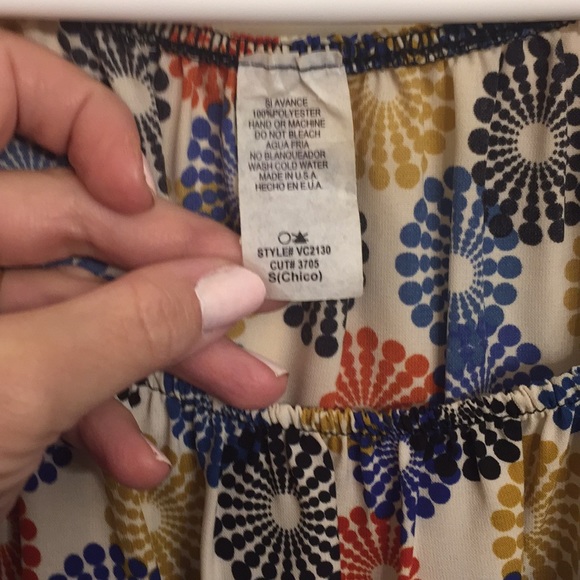 SI AVANCE
100%POLYESTER
HAND OR MACHINE
DO NOT BLEACH
AGUA FRIA
NO BLANQUEADOR
WASH COLD WATER
MADE IN U.S.A.
HECHO EN E.U.A.
STYLE# VC2130
CUT# 3705
S(Chico)